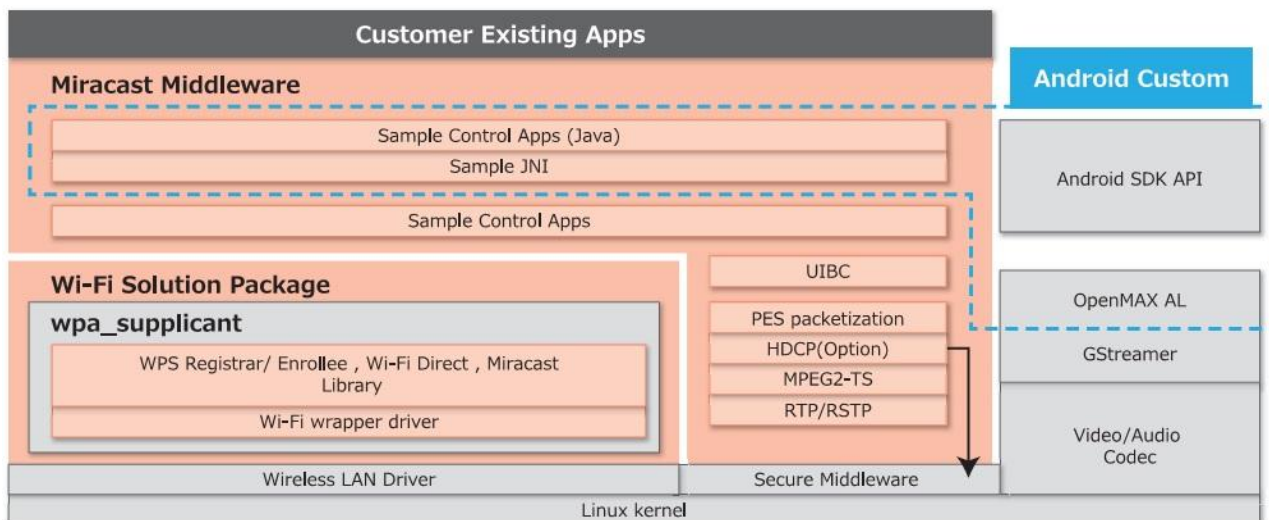 Customer Existing Apps
Miracast Middleware
Android Custom
Sample Control Apps (Java)
Sample JNI
Android SDK API
Sample Control Apps
UIBC
Wi-Fi Solution Package
OpenMAX AL
wpa_supplicant
PES packetization
WPS Registrar/ Enrollee , Wi-Fi Direct , Miracast
Library
HDCP(Option)
GStreamer
MPEG2-TS
Wi-Fi wrapper driver
RTP/RSTP
Video/Audio
Codec
Wireless LAN Driver
Secure Middleware
Linux kernel